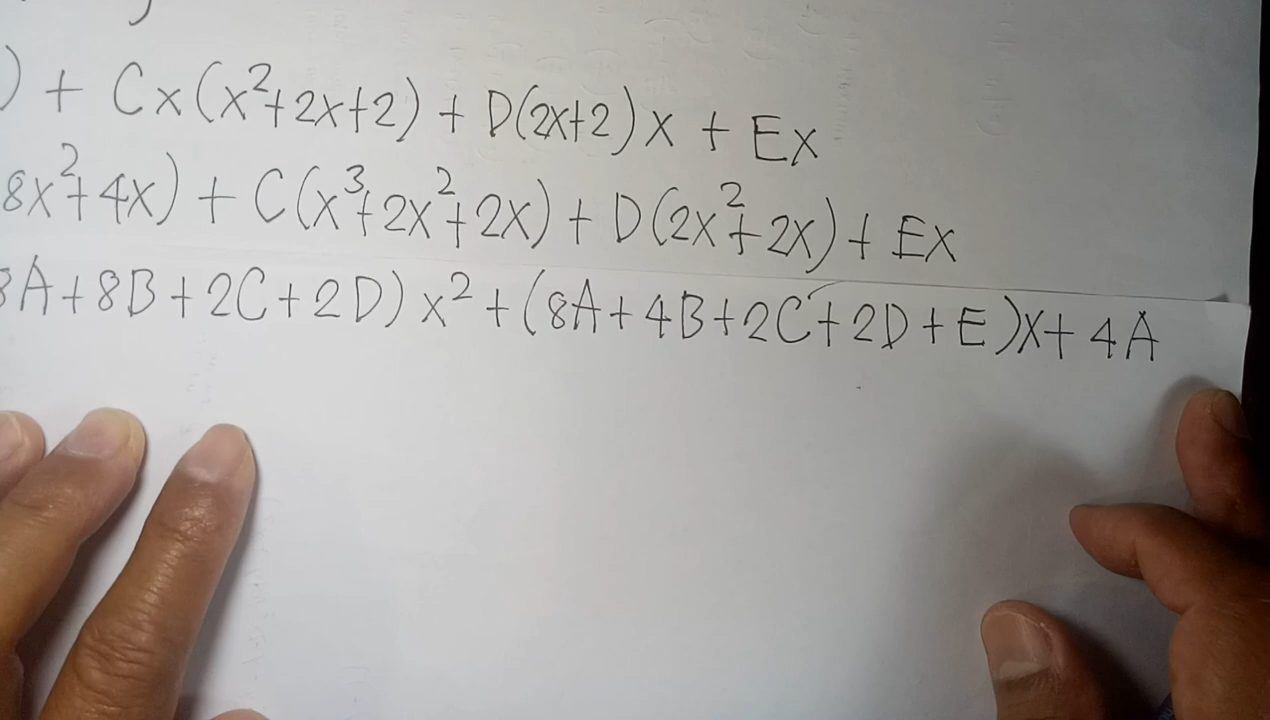 ) + Cx(x²+2x+2) + D(2x+2)x + Ex
8x²+4x) + C(x³+2x²+2x) + D(2x²+2x) + Ex
8A+8B+2C+2D)x² + (8A+4B+2C+2D+E)x + 4A